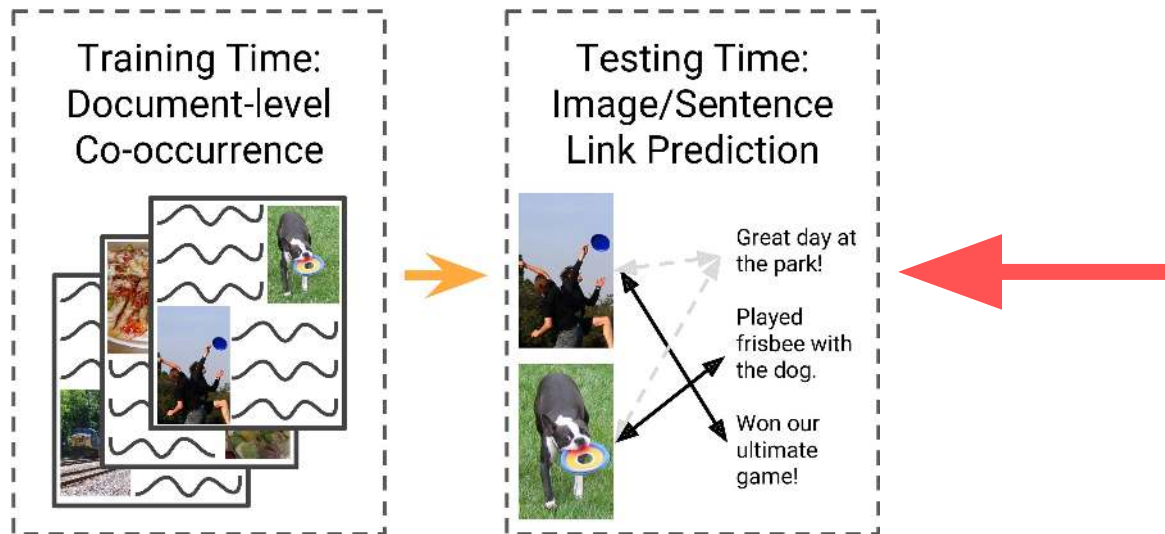 Training Time:
Document-level
Co-occurrence
Testing Time:
Image/Sentence
Link Prediction
Great day at
the park!
Played
frisbee with
the dog.
Won our
ultimate
game!